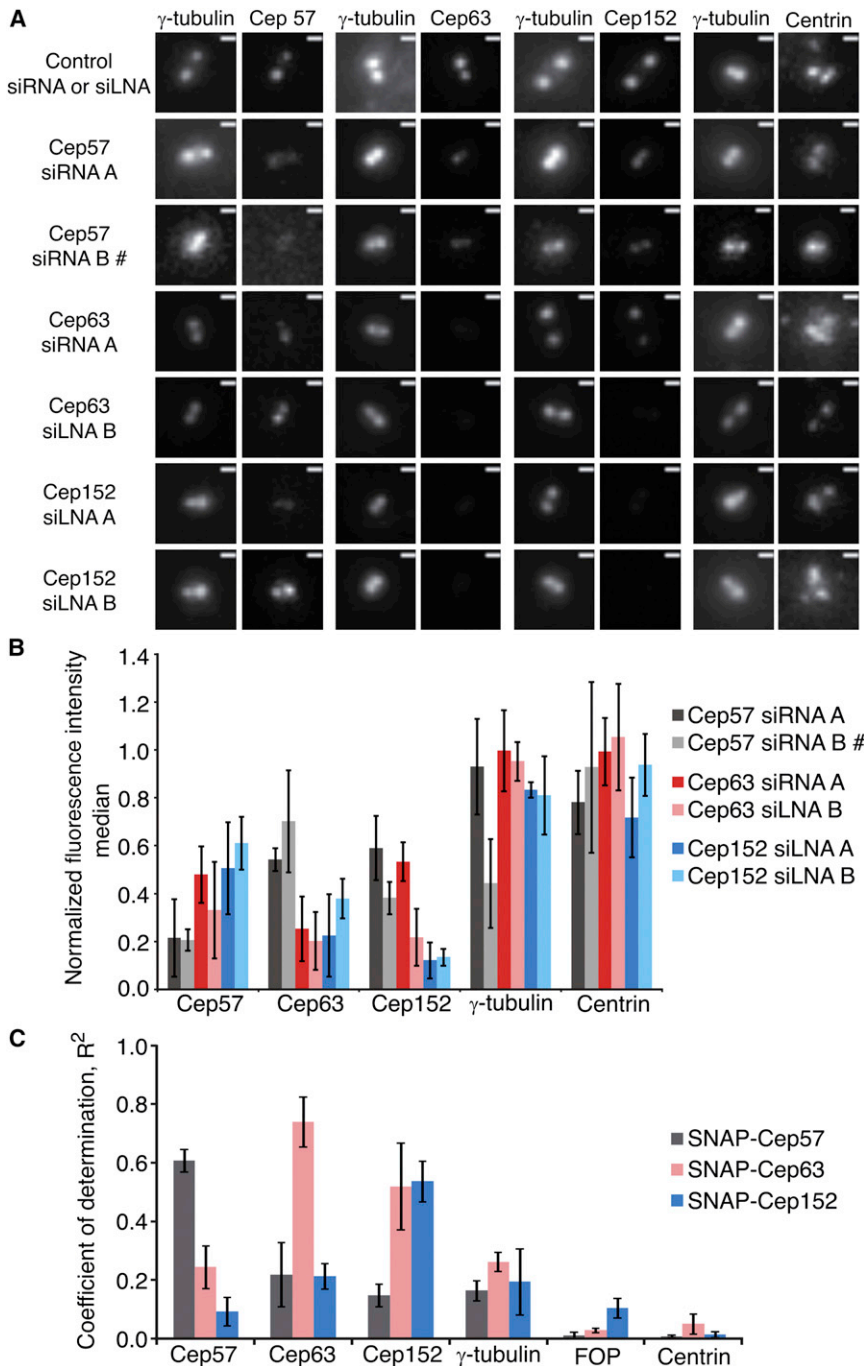 A
γ-tubulin Cep 57 γ-tubulin Cep63 γ-tubulin Cep152 γ-tubulin Centrin
Control
siRNA or siLNA
Cep57
siRNA A
Cep57
siRNA B #
Cep63
siRNA A
Cep63
siLNA B
Cep152
siLNA A
Cep152
siLNA B
B
Normalized fluorescence intensity
median
1.4
1.2
1.0
0.8
0.6
0.4
0.2
0.0
Cep57 Cep63 Cep152 γ-tubulin Centrin
Cep57 siRNA A
Cep57 siRNA B #
Cep63 siRNA A
Cep63 siLNA B
Cep152 siLNA A
Cep152 siLNA B
C
Coefficient of determination, R²
1.0
0.8
0.6
0.4
0.2
0.0
Cep57 Cep63 Cep152 γ-tubulin FOP Centrin
SNAP-Cep57
SNAP-Cep63
SNAP-Cep152